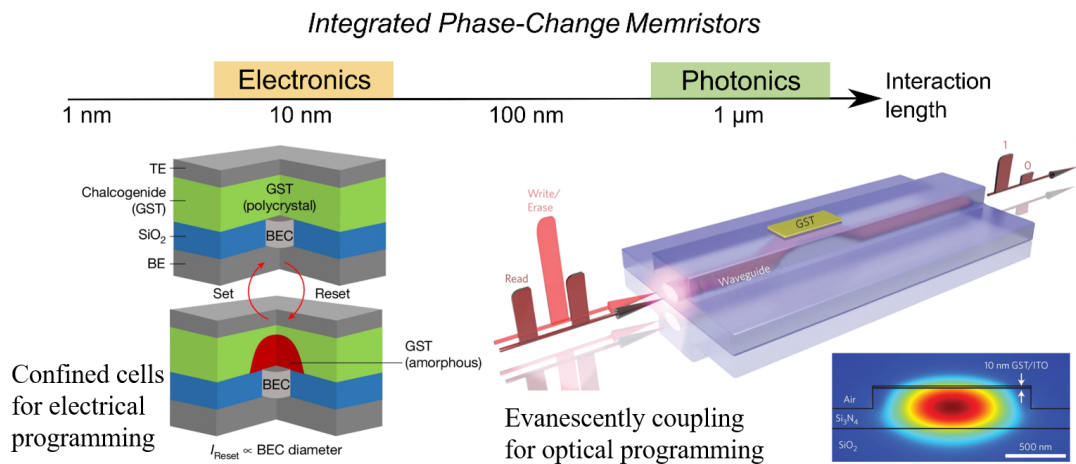 Integrated Phase-Change Memristors
Electronics
Photonics
Interaction
length
1 nm
10 nm
100 nm
1 μm
TE
Chalcogenide
(GST)
SiO₂
BE
GST
(polycrystal)
BEC
Set
Reset
GST
(amorphous)
BEC
I_Reset ∝ BEC diameter
Confined cells
for electrical
programming
Write/
Erase
Read
GST
Waveguide
1
0
Evanescently coupling
for optical programming
10 nm GST/ITO
Air
Si₃N₄
SiO₂
500 nm